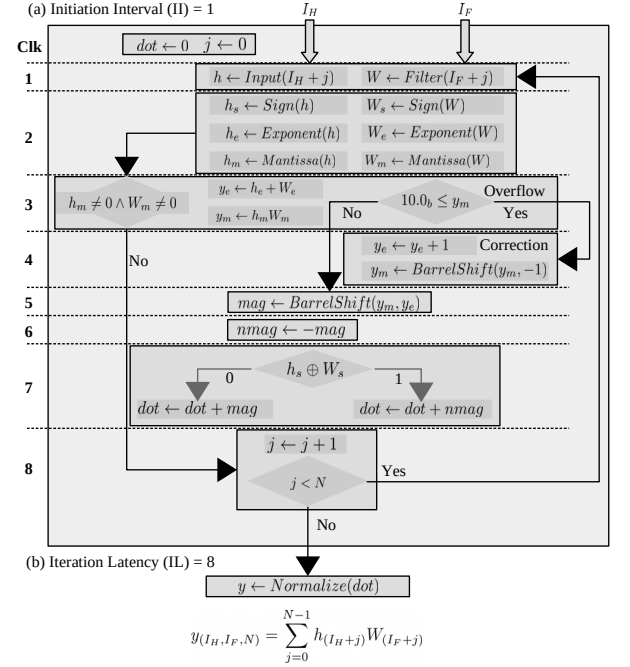 (a) Initiation Interval (II) = 1
I_H I_F
Clk
dot ← 0 j ← 0
1
h ← Input(I_H + j) W ← Filter(I_F + j)
2
h_s ← Sign(h) W_s ← Sign(W)
h_e ← Exponent(h) W_e ← Exponent(W)
h_m ← Mantissa(h) W_m ← Mantissa(W)
3
h_m ≠ 0 ∧ W_m ≠ 0
y_e ← h_e + W_e
y_m ← h_m W_m
10.0_b ≤ y_m
Overflow
No
Yes
4
No
y_e ← y_e + 1 Correction
y_m ← BarrelShift(y_m, -1)
5
mag ← BarrelShift(y_m, y_e)
6
nmag ← -mag
7
0 h_s ⊕ W_s 1
dot ← dot + mag dot ← dot + nmag
8
j ← j + 1
j < N
Yes
No
(b) Iteration Latency (IL) = 8
y ← Normalize(dot)
y_(I_H,I_F,N) = ∑_{j=0}^{N-1} h_(I_H+j) W_(I_F+j)